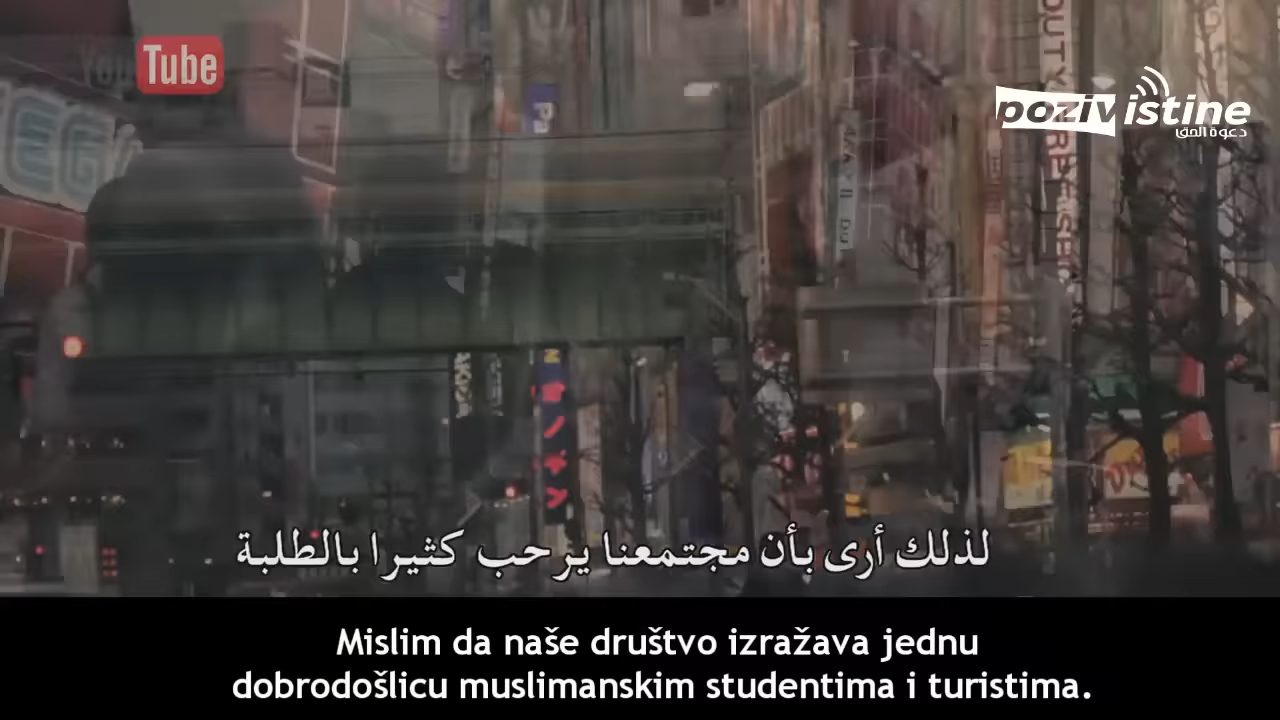 YouTube
poziv istine
دعوة الحق
لذلك أرى بأن مجتمعنا يرحب كثيرا بالطلبة
Mislim da naše društvo izražava jednu
dobrodošlicu muslimanskim studentima i turistima.